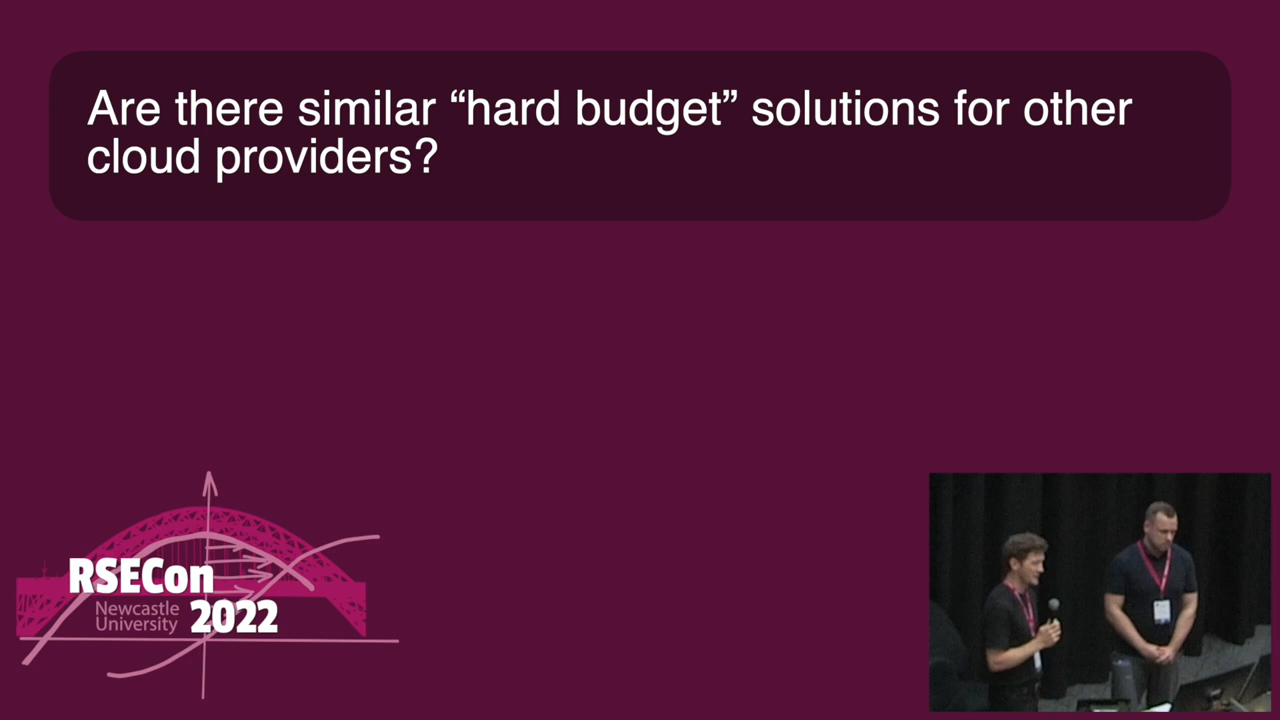 Are there similar “hard budget” solutions for other
cloud providers?
RSECon
Newcastle
University
2022